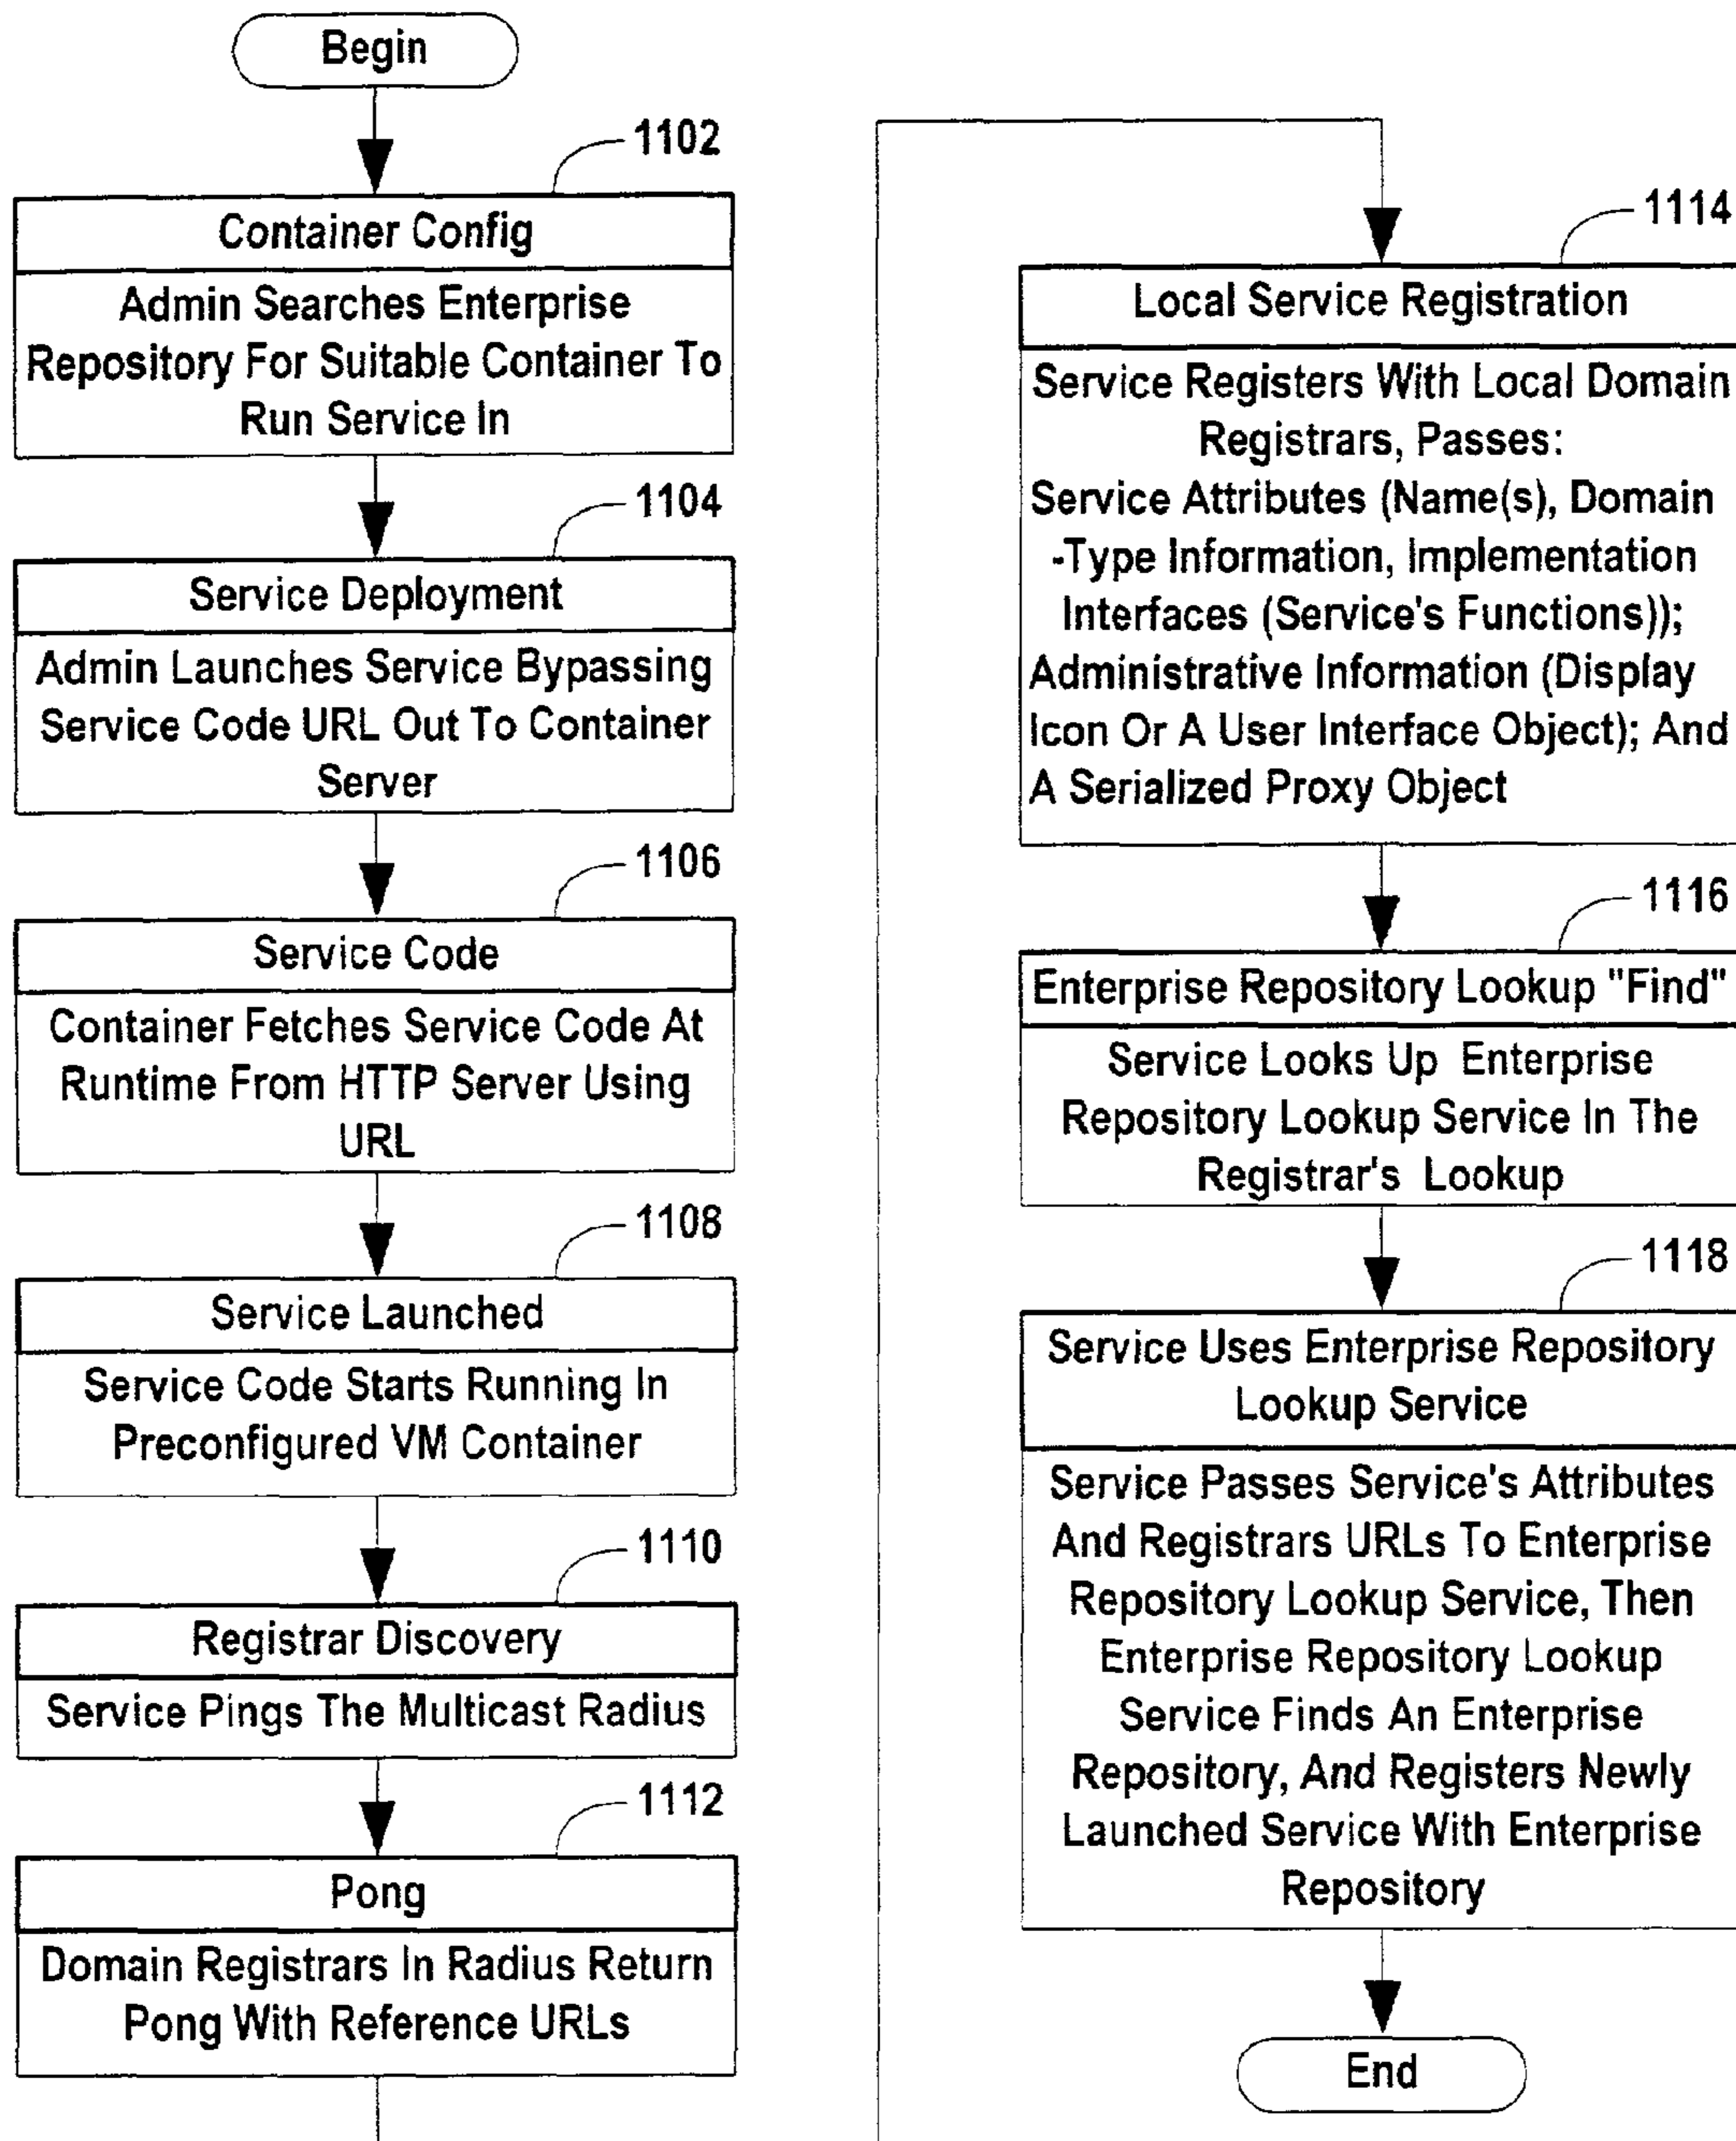 Begin
1102
Container Config
Admin Searches Enterprise
Repository For Suitable Container To
Run Service In
1104
Service Deployment
Admin Launches Service Bypassing
Service Code URL Out To Container
Server
1106
Service Code
Container Fetches Service Code At
Runtime From HTTP Server Using
URL
1108
Service Launched
Service Code Starts Running In
Preconfigured VM Container
1110
Registrar Discovery
Service Pings The Multicast Radius
1112
Pong
Domain Registrars In Radius Return
Pong With Reference URLs
1114
Local Service Registration
Service Registers With Local Domain
Registrars, Passes:
Service Attributes (Name(s), Domain
-Type Information, Implementation
Interfaces (Service's Functions));
Administrative Information (Display
Icon Or A User Interface Object); And
A Serialized Proxy Object
1116
Enterprise Repository Lookup "Find"
Service Looks Up Enterprise
Repository Lookup Service In The
Registrar's Lookup
1118
Service Uses Enterprise Repository
Lookup Service
Service Passes Service's Attributes
And Registrars URLs To Enterprise
Repository Lookup Service, Then
Enterprise Repository Lookup
Service Finds An Enterprise
Repository, And Registers Newly
Launched Service With Enterprise
Repository
End